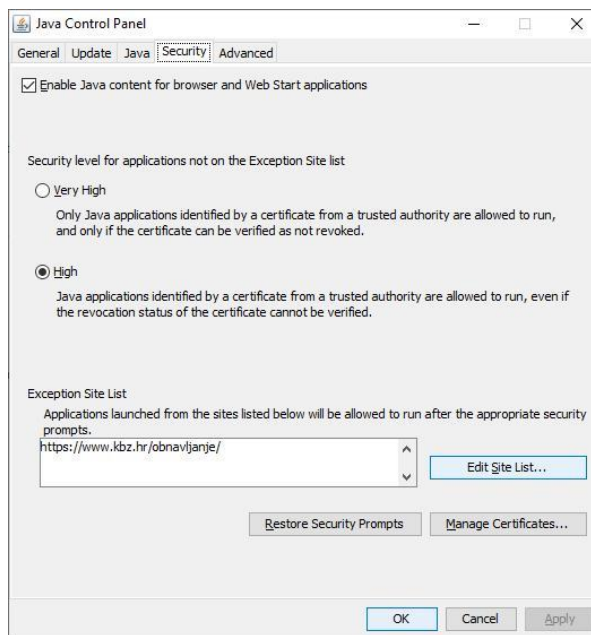 Java Control Panel
General Update Java Security Advanced
Enable Java content for browser and Web Start applications
Security level for applications not on the Exception Site list
Very High
Only Java applications identified by a certificate from a trusted authority are allowed to run,
and only if the certificate can be verified as not revoked.
High
Java applications identified by a certificate from a trusted authority are allowed to run, even if
the revocation status of the certificate cannot be verified.
Exception Site List
Applications launched from the sites listed below will be allowed to run after the appropriate security
prompts.
https://www.kbz.hr/obnavljanje/
Edit Site List...
Restore Security Prompts Manage Certificates...
OK Cancel Apply